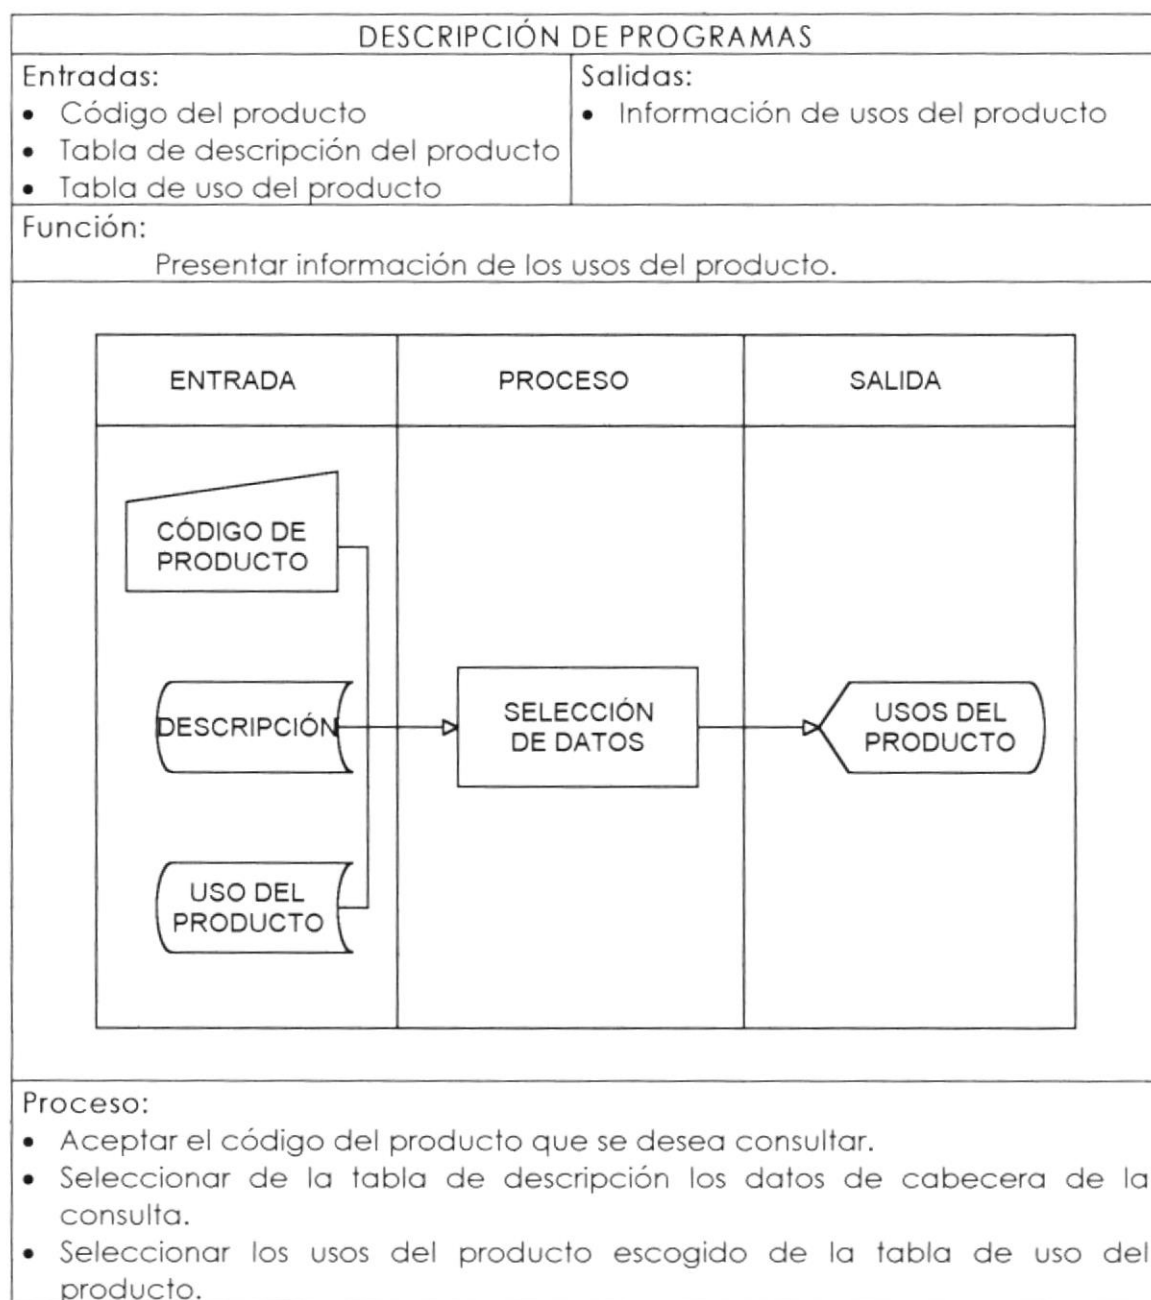 DESCRIPCIÓN DE PROGRAMAS
Entradas:
• Código del producto
• Tabla de descripción del producto
• Tabla de uso del producto
Salidas:
• Información de usos del producto
Función:
Presentar información de los usos del producto.
ENTRADA
PROCESO
SALIDA
CÓDIGO DE
PRODUCTO
DESCRIPCIÓN
USO DEL
PRODUCTO
SELECCIÓN
DE DATOS
USOS DEL
PRODUCTO
Proceso:
• Aceptar el código del producto que se desea consultar.
• Seleccionar de la tabla de descripción los datos de cabecera de la
consulta.
• Seleccionar los usos del producto escogido de la tabla de uso del
producto.